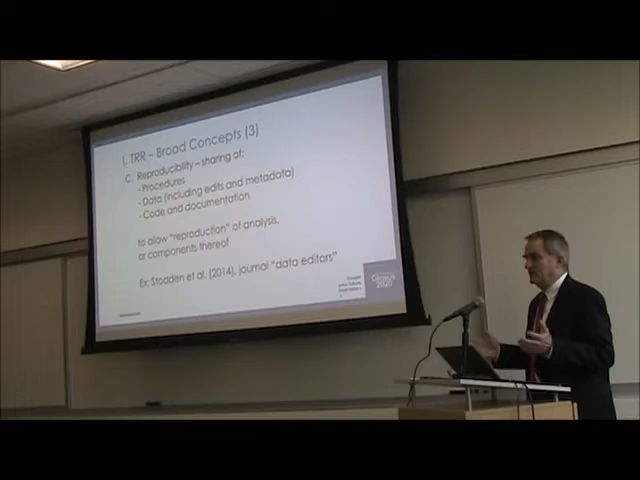 I. TRR – Broad Concepts (3)
C. Reproducibility – sharing of:
- Procedures
- Data (including edits and metadata)
- Code and documentation
to allow "reproduction" of analysis,
or components thereof
Ex: Stodden et al. (2014), journal "data editors"
Census
2020